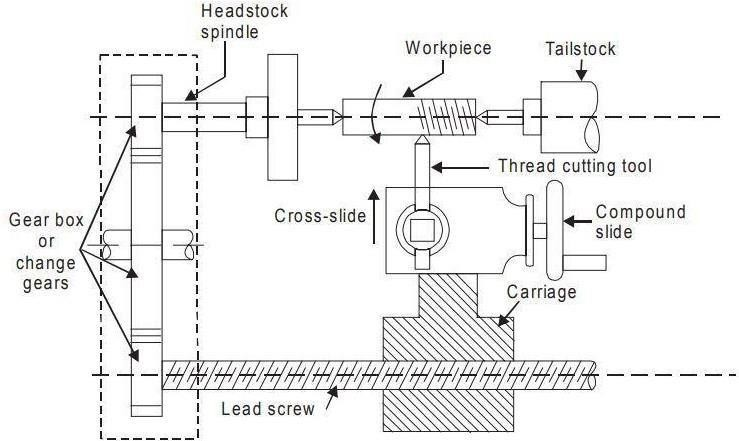 Headstock
spindle
Workpiece
Tailstock
Thread cutting tool
Cross-slide
Compound
slide
Gear box
or
change
gears
Carriage
Lead screw